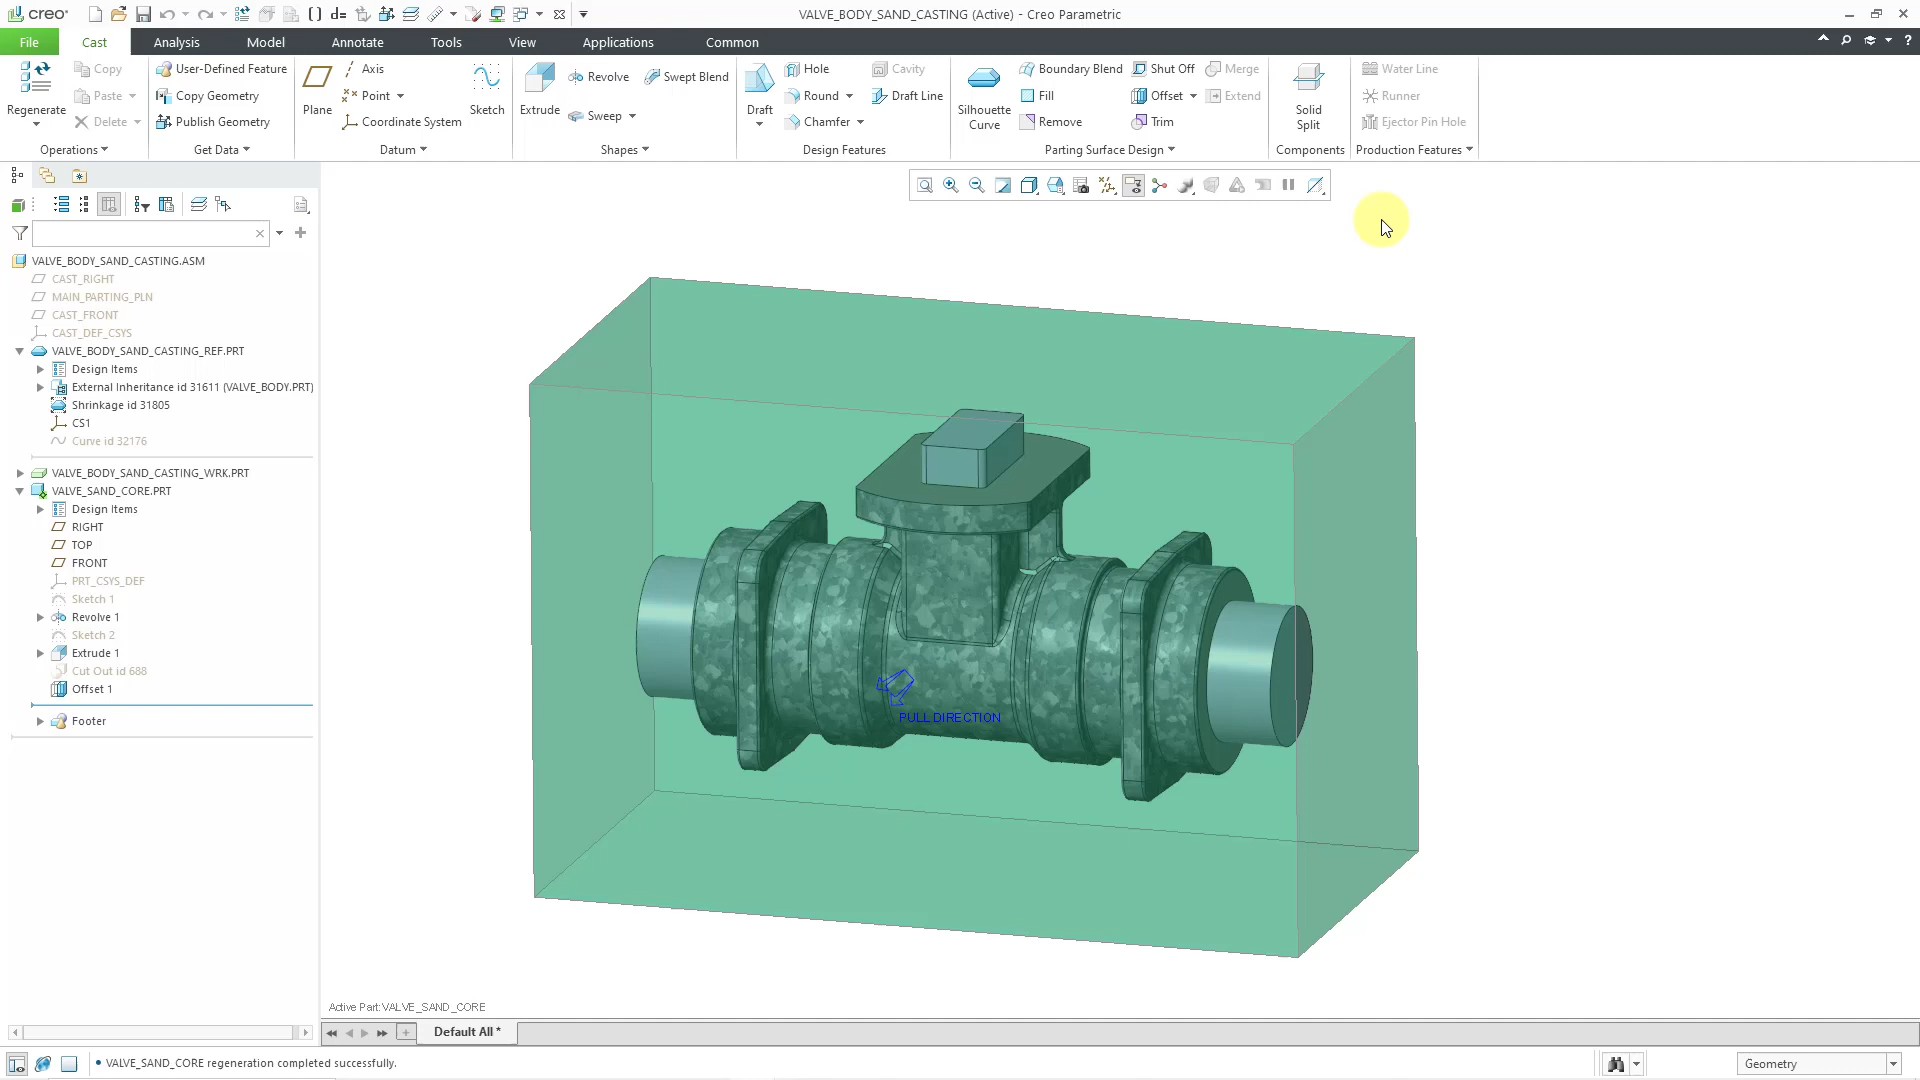 creo
VALVE_BODY_SAND_CASTING (Active) - Creo Parametric
File
Cast
Analysis
Model
Annotate
Tools
View
Applications
Common
Regenerate
Copy
Paste
Delete
Operations
User-Defined Feature
Copy Geometry
Publish Geometry
Get Data
Plane
Axis
Point
Coordinate System
Sketch
Datum
Extrude
Revolve
Sweep
Swept Blend
Shapes
Draft
Hole
Round
Chamfer
Cavity
Draft Line
Design Features
Silhouette
Curve
Boundary Blend
Fill
Remove
Shut Off
Offset
Trim
Merge
Extend
Parting Surface Design
Solid
Split
Components
Water Line
Runner
Ejector Pin Hole
Production Features
VALVE_BODY_SAND_CASTING.ASM
CAST_RIGHT
MAIN_PARTING_PLN
CAST_FRONT
CAST_DEF_CSYS
VALVE_BODY_SAND_CASTING_REF.PRT
Design Items
External Inheritance id 31611 (VALVE_BODY.PRT)
Shrinkage id 31805
CS1
Curve id 32176
VALVE_BODY_SAND_CASTING_WRK.PRT
VALVE_SAND_CORE.PRT
Design Items
RIGHT
TOP
FRONT
PRT_CSYS_DEF
Sketch 1
Revolve 1
Sketch 2
Extrude 1
Cut Out id 688
Offset 1
Footer
PULL DIRECTION
Active Part:VALVE_SAND_CORE
Default All *
• VALVE_SAND_CORE regeneration completed successfully.
Geometry